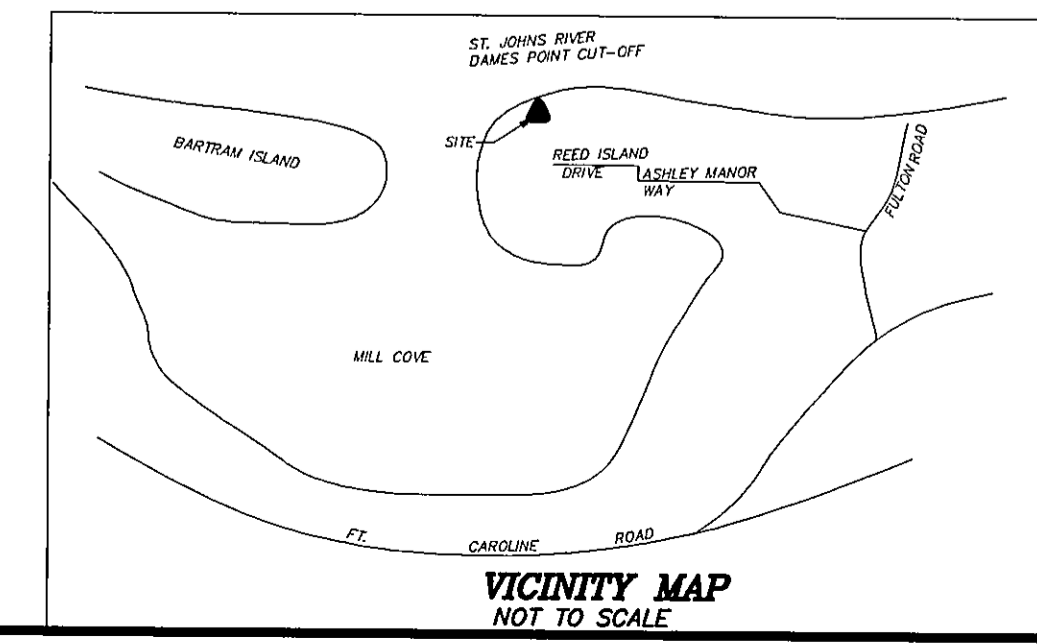 ST. JOHNS RIVER
DAMES POINT CUT-OFF
BARTRAM ISLAND
SITE
REED ISLAND
DRIVE
ASHLEY MANOR
WAY
FULTON ROAD
MILL COVE
FT. CAROLINE ROAD
VICINITY MAP
NOT TO SCALE